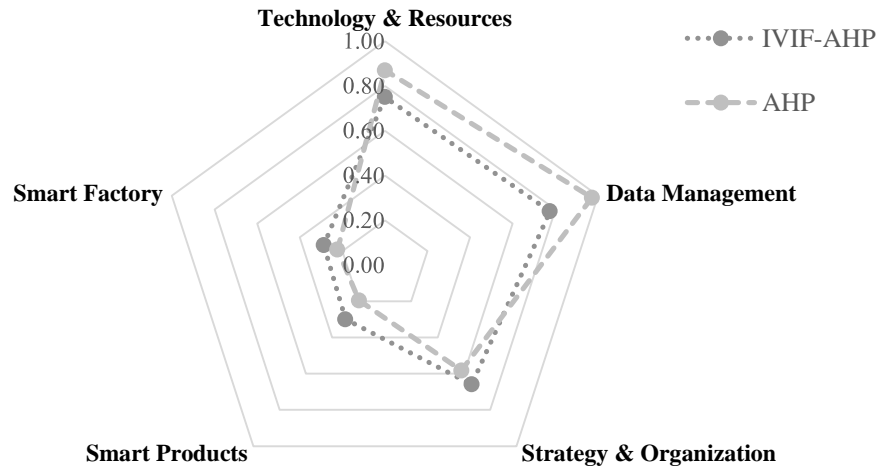 Technology & Resources
1.00
0.80
0.60
0.40
0.20
0.00
IVIF-AHP
AHP
Smart Factory
Data Management
Smart Products
Strategy & Organization